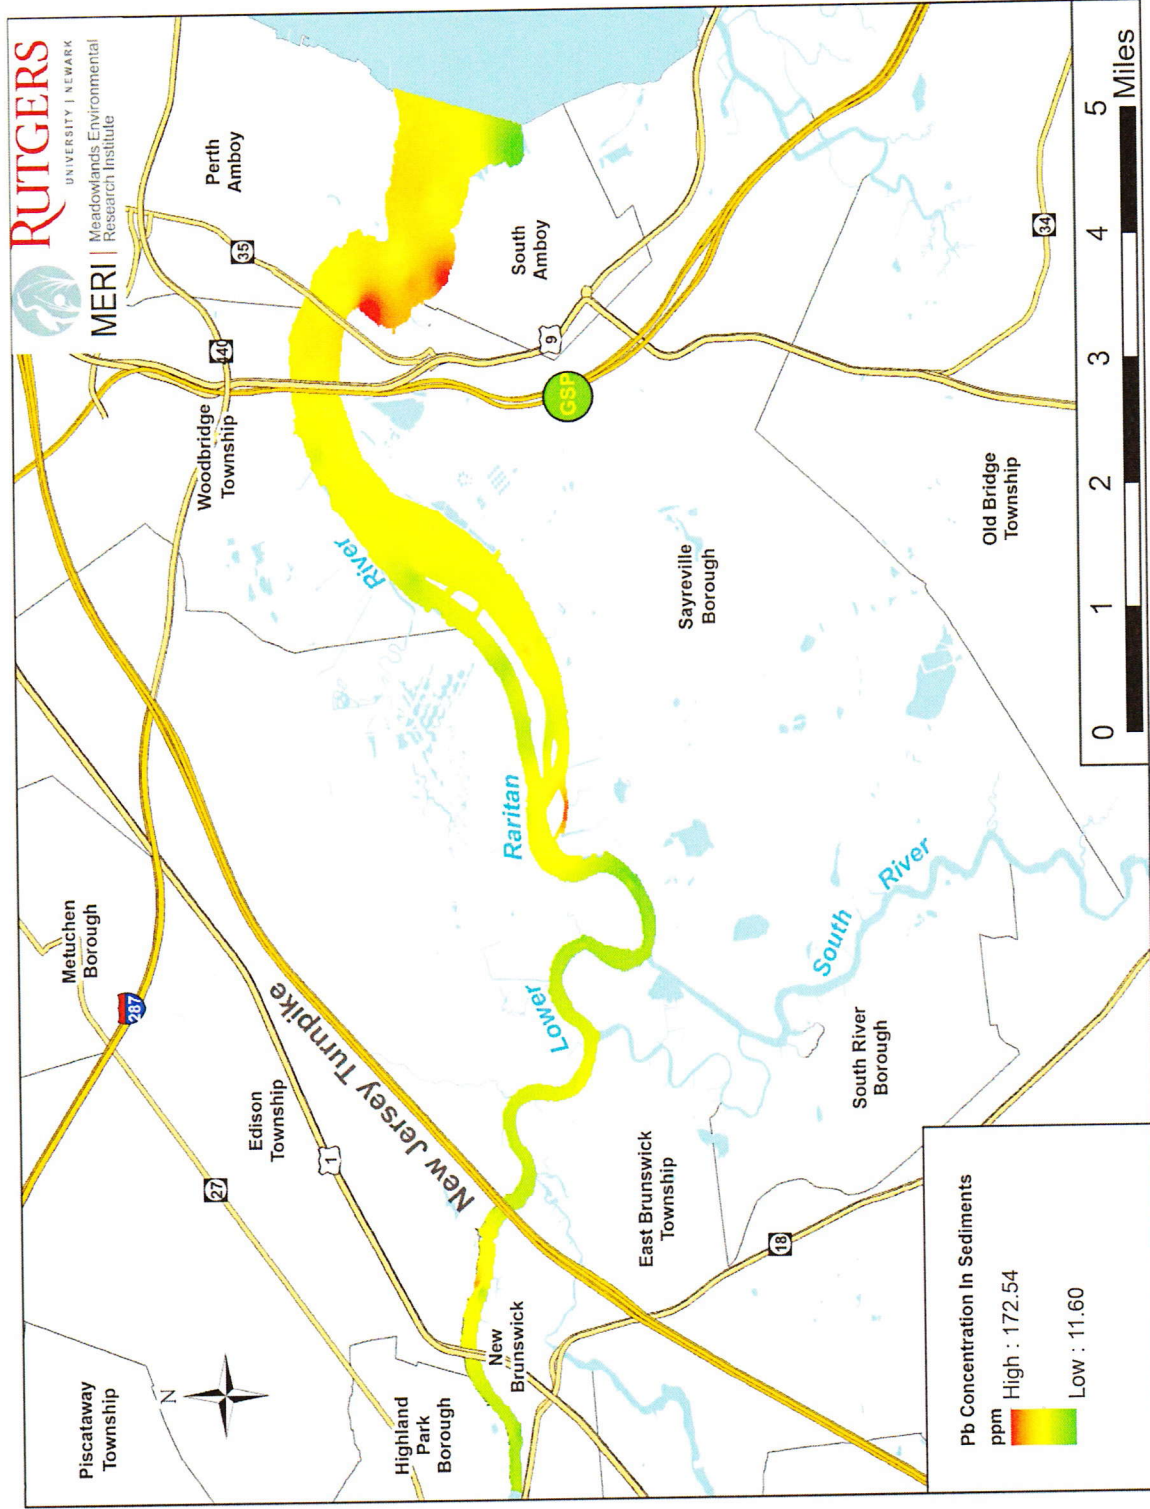 RUTGERS
UNIVERSITY | NEWARK
MERI | Meadowlands Environmental
Research Institute
Piscataway
Township
N
Highland
Park
Borough
New
Brunswick
27
1
Edison
Township
Metuchen
Borough
287
New Jersey Turnpike
Woodbridge
Township
440
35
Perth
Amboy
South
Amboy
9
GSP
34
Lower
Raritan
River
South
River
Sayreville
Borough
Old Bridge
Township
South River
Borough
East Brunswick
Township
18
Pb Concentration In Sediments
ppm
High : 172.54
Low : 11.60
0 1 2 3 4 5
Miles